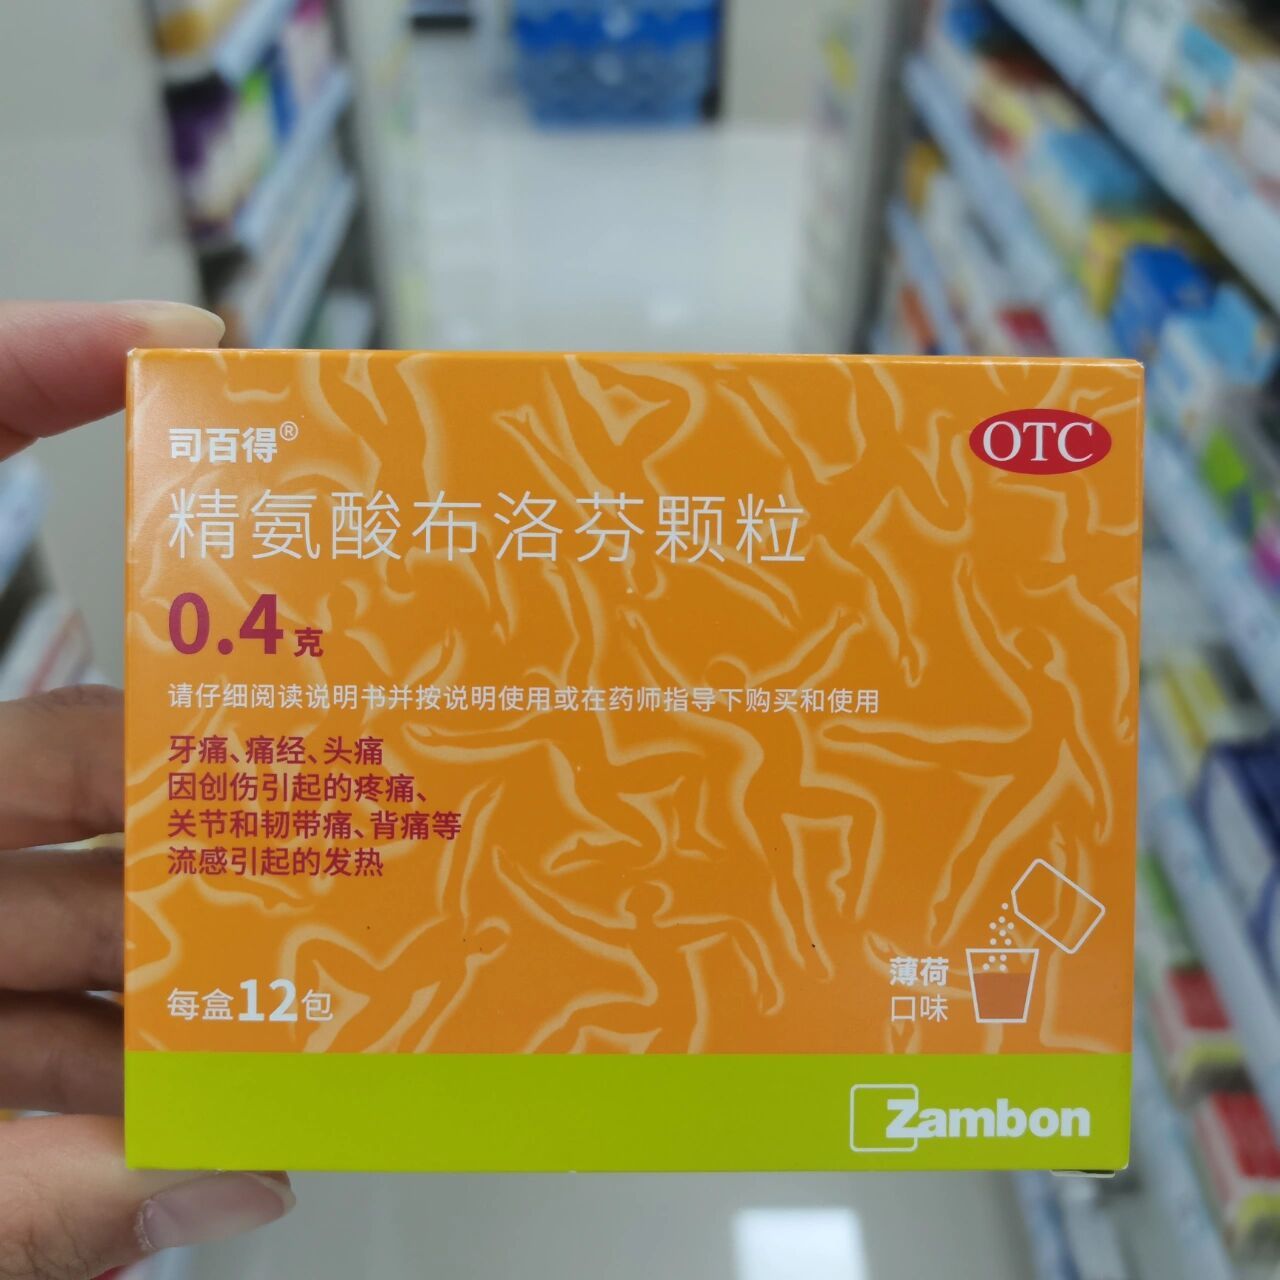 司百得®
OTC
精氨酸布洛芬颗粒
0.4克
请仔细阅读说明书并按说明使用或在药师指导下购买和使用
牙痛、痛经、头痛
因创伤引起的疼痛、
关节和韧带痛、背痛等
流感引起的发热
薄荷
口味
每盒12包
Zambon